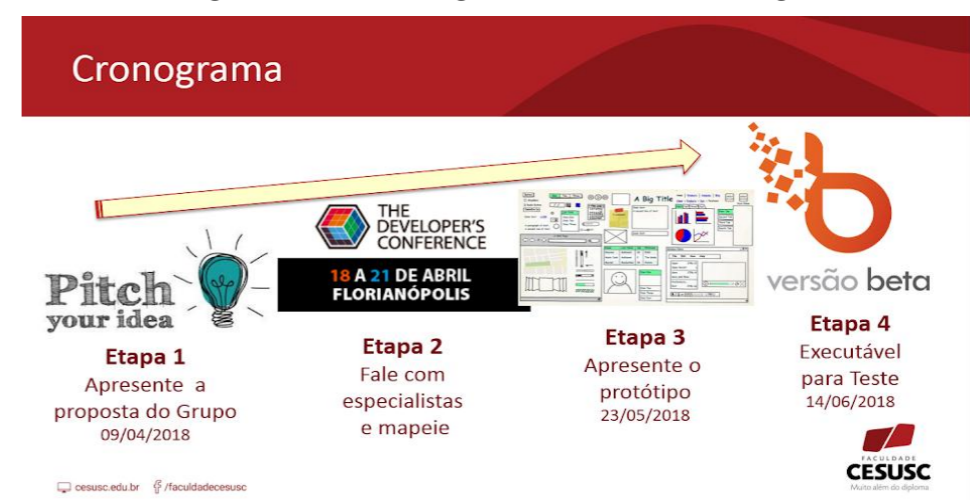 Cronograma
Pitch
your idea
Etapa 1
Apresente a
proposta do Grupo
09/04/2018
THE
DEVELOPER'S
CONFERENCE
18 A 21 DE ABRIL
FLORIANÓPOLIS
Etapa 2
Fale com
especialistas
e mapeie
A Big Title
Etapa 3
Apresente o
protótipo
23/05/2018
versão beta
Etapa 4
Executável
para Teste
14/06/2018
cesusc.edu.br
/faculdadecesusc
FACULDADE
CESUSC
Muito além do diploma